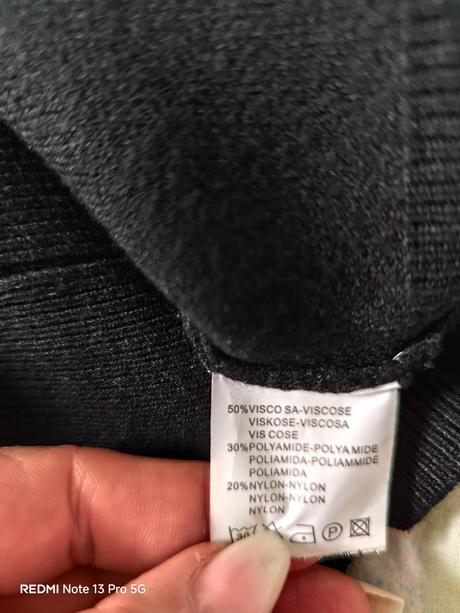 50%VISCO SA-VISCOSE
VISKOSE-VISCOSA
VIS COSE
30%POLYAMIDE-POLYA MIDE
POLIAMIDA-POLIAMMIDE
POLIAMIDA
20%NYLON-NYLON
NYLON-NYLON
NYLON
30 P
REDMI Note 13 Pro 5G